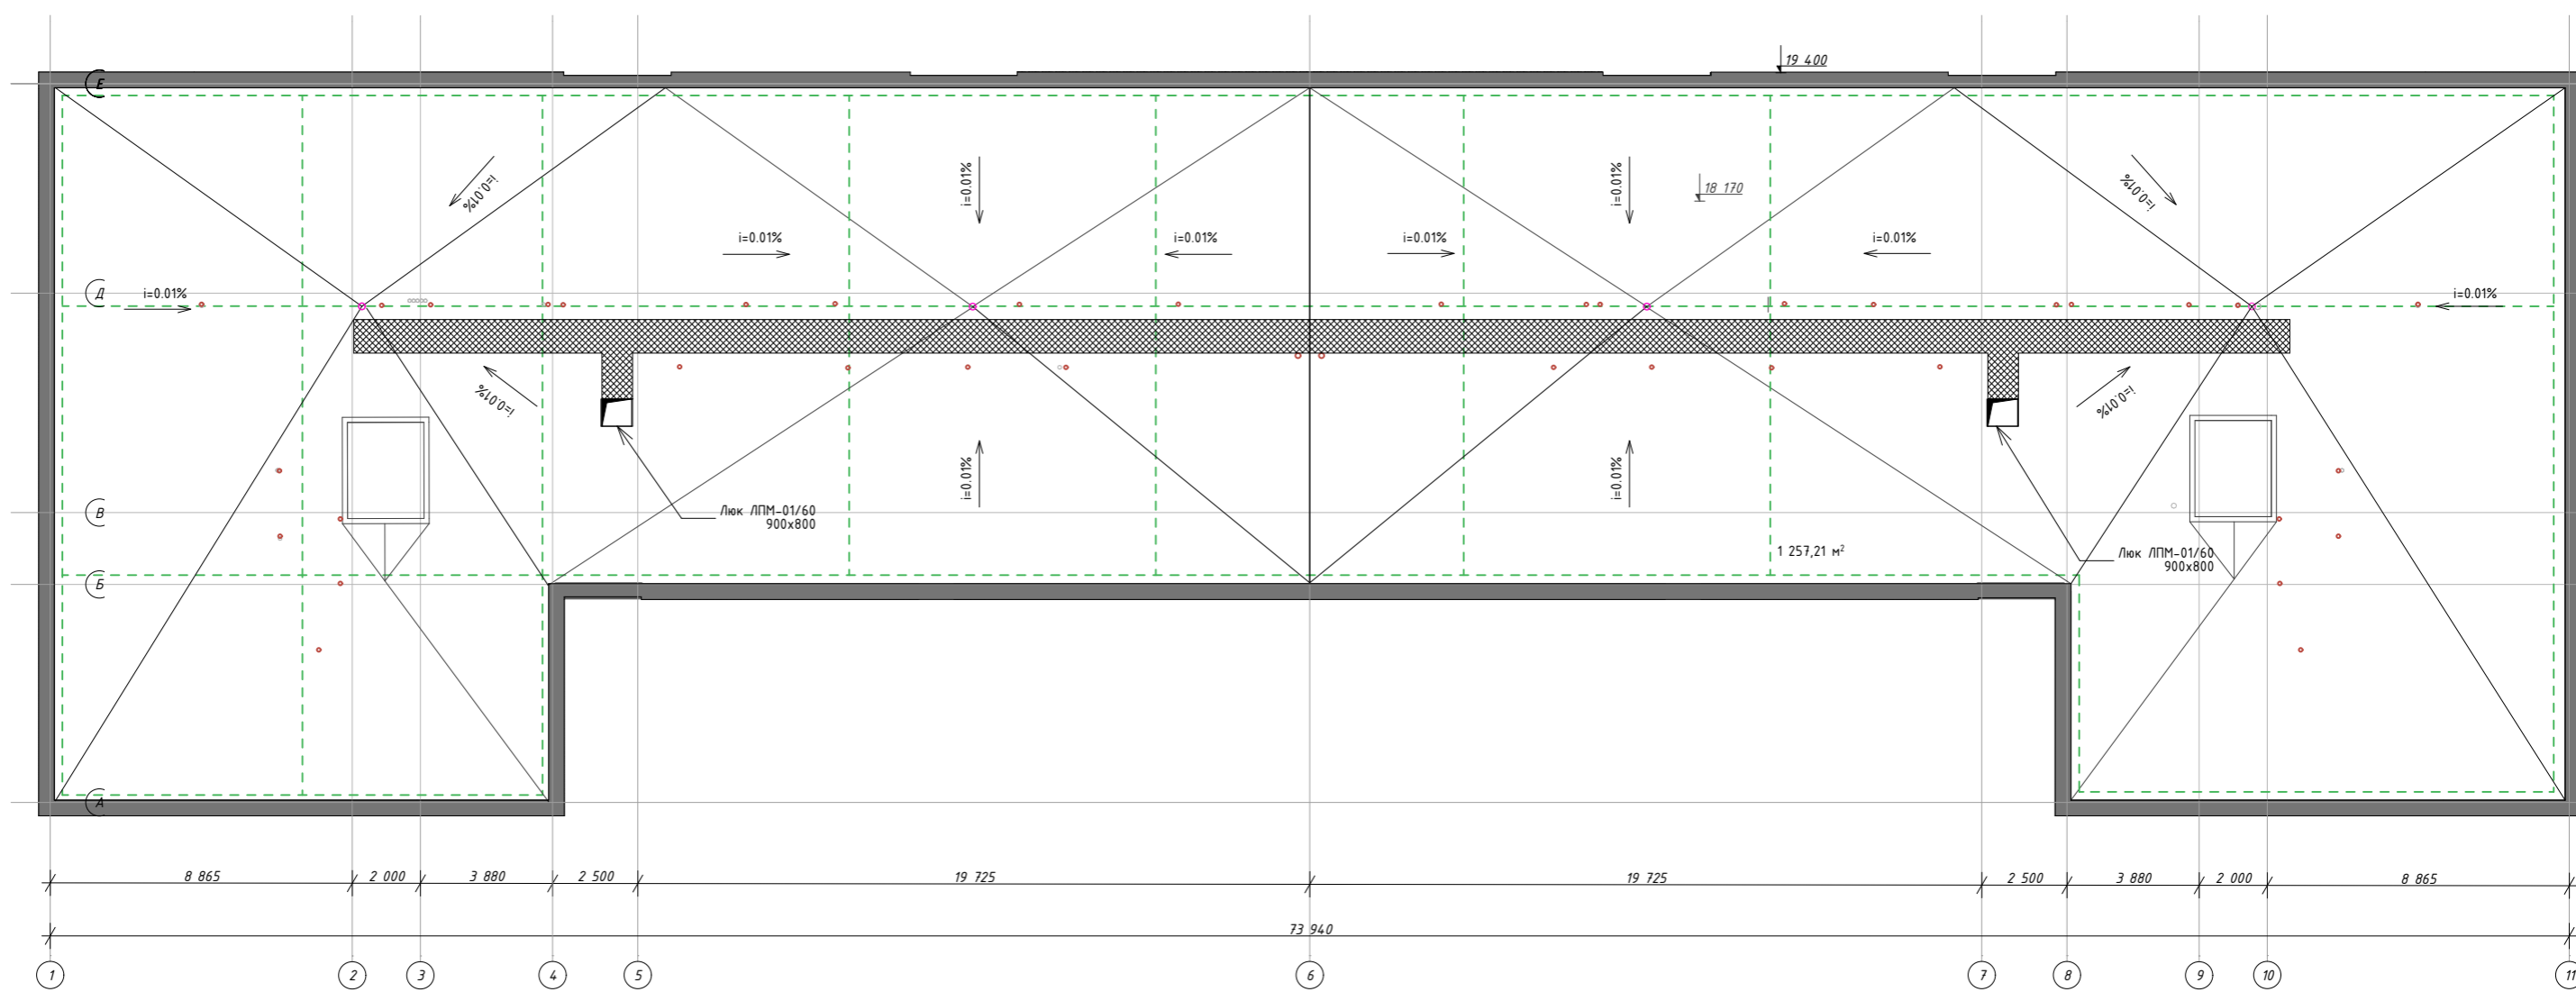 19 400
Е
i=0.01%
i=0.01%
i=0.01%
18 170
i=0.01%
i=0.01%
i=0.01%
i=0.01%
i=0.01%
Д
i=0.01%
i=0.01%
i=0.01%
i=0.01%
i=0.01%
i=0.01%
В
Люк ЛПМ-01/60
900х800
Б
1 257,21 м²
Люк ЛПМ-01/60
900х800
А
8 865 2 000 3 880 2 500 19 725 19 725 2 500 3 880 2 000 8 865
73 940
1 2 3 4 5 6 7 8 9 10 11